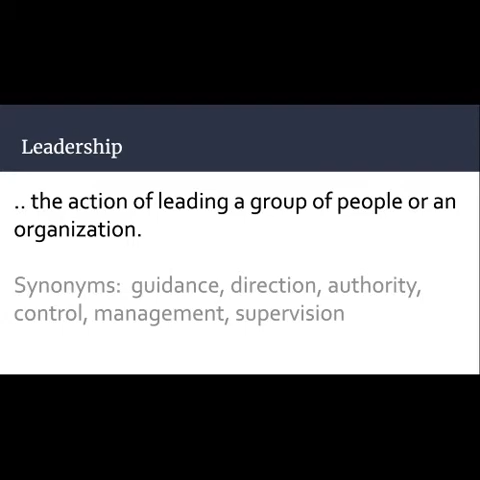 Leadership
.. the action of leading a group of people or an
organization.
Synonyms: guidance, direction, authority,
control, management, supervision